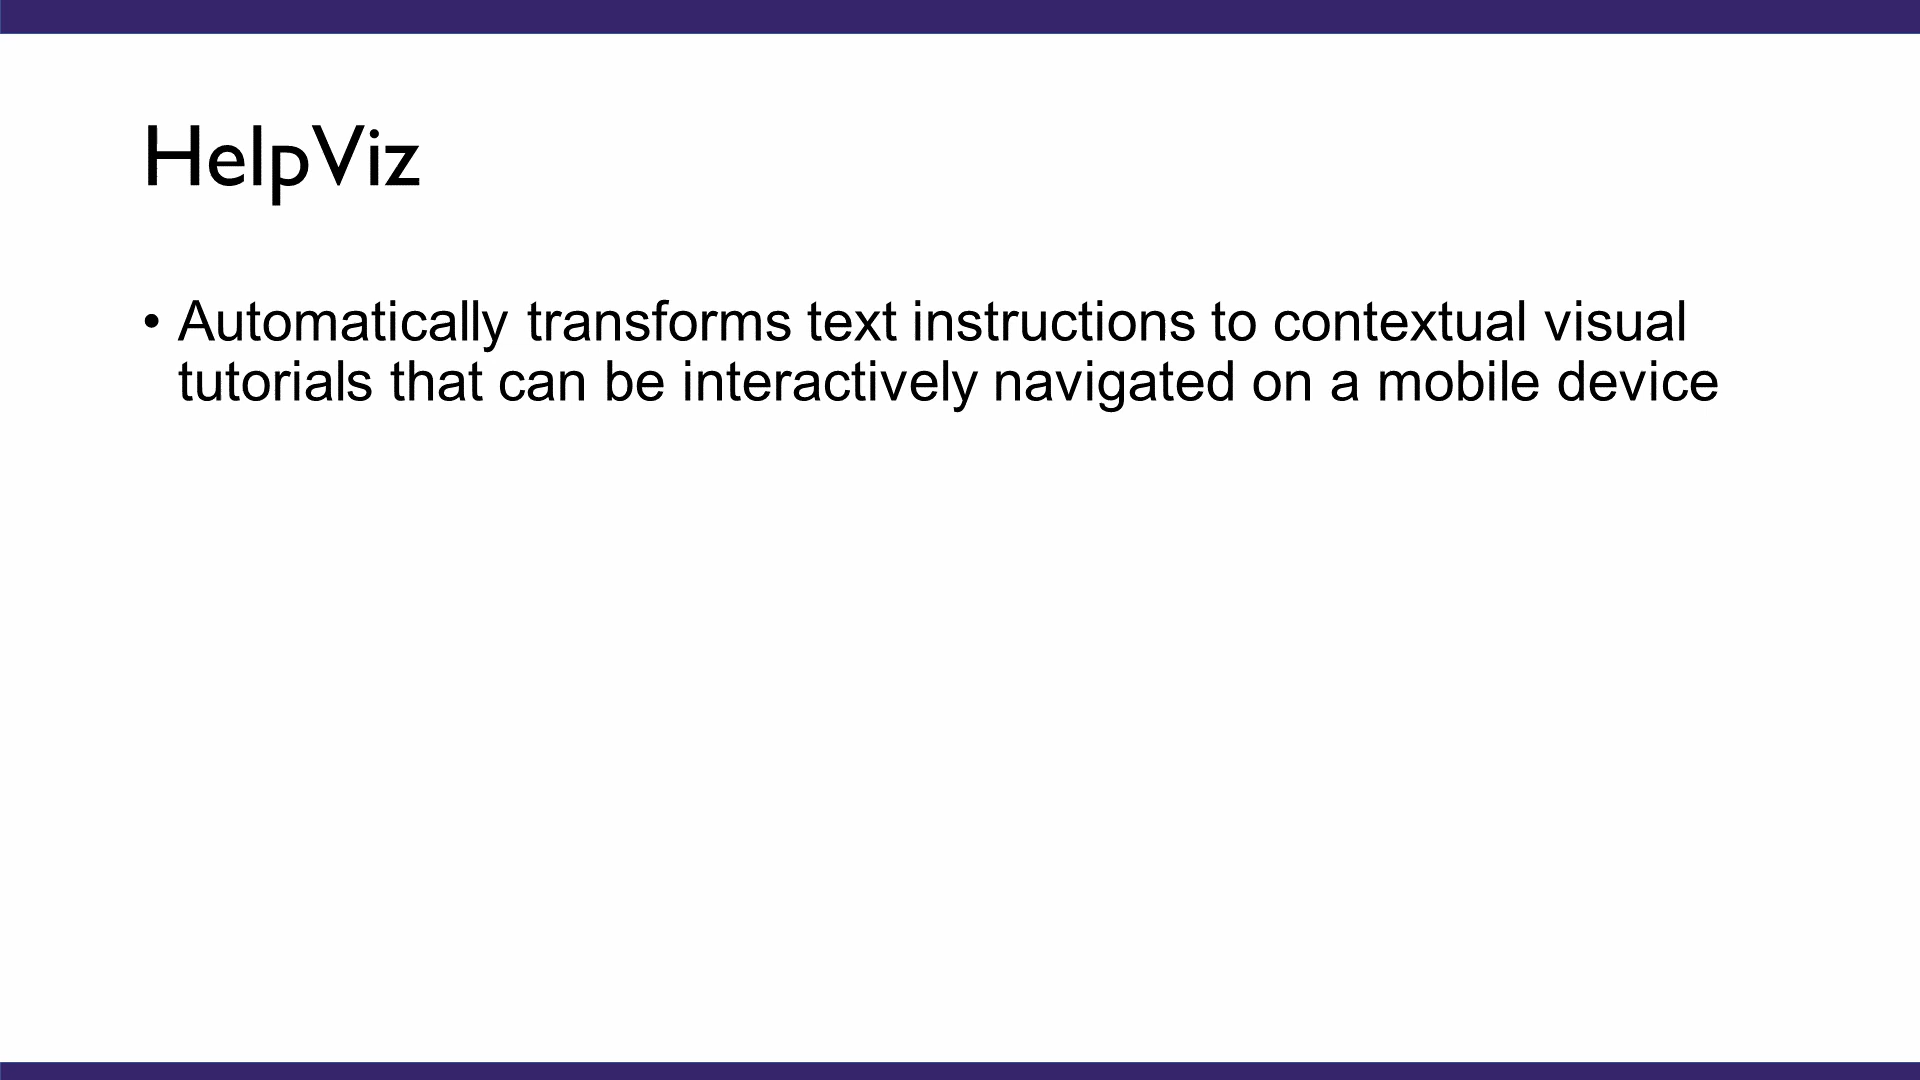 HelpViz
• Automatically transforms text instructions to contextual visual
tutorials that can be interactively navigated on a mobile device